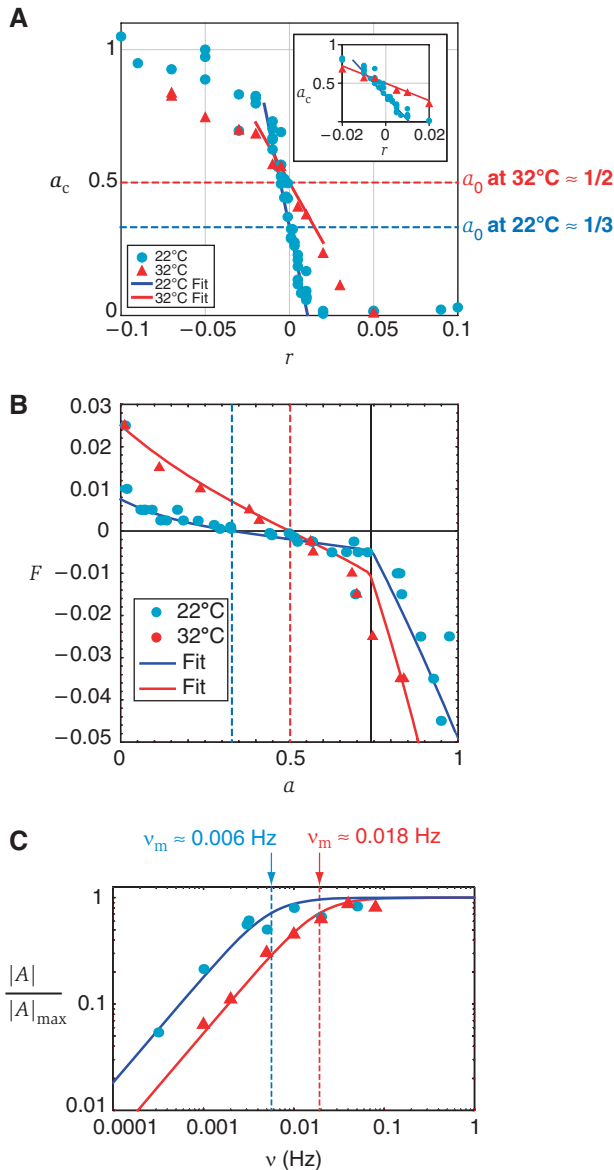 A
1
0.5
0
a_c
−0.1
−0.05
0
0.05
0.1
r
22°C
32°C
22°C Fit
32°C Fit
1
0.5
0
a_c
−0.02
0
0.02
r
a_0 at 32°C ≈ 1/2
a_0 at 22°C ≈ 1/3
B
0.03
0.02
0.01
0
−0.01
−0.02
−0.03
−0.04
−0.05
F
22°C
32°C
Fit
Fit
0
0.5
1
a
C
ν_m ≈ 0.006 Hz
ν_m ≈ 0.018 Hz
1
0.1
0.01
|A|
|A|_max
0.0001
0.001
0.01
0.1
1
ν (Hz)